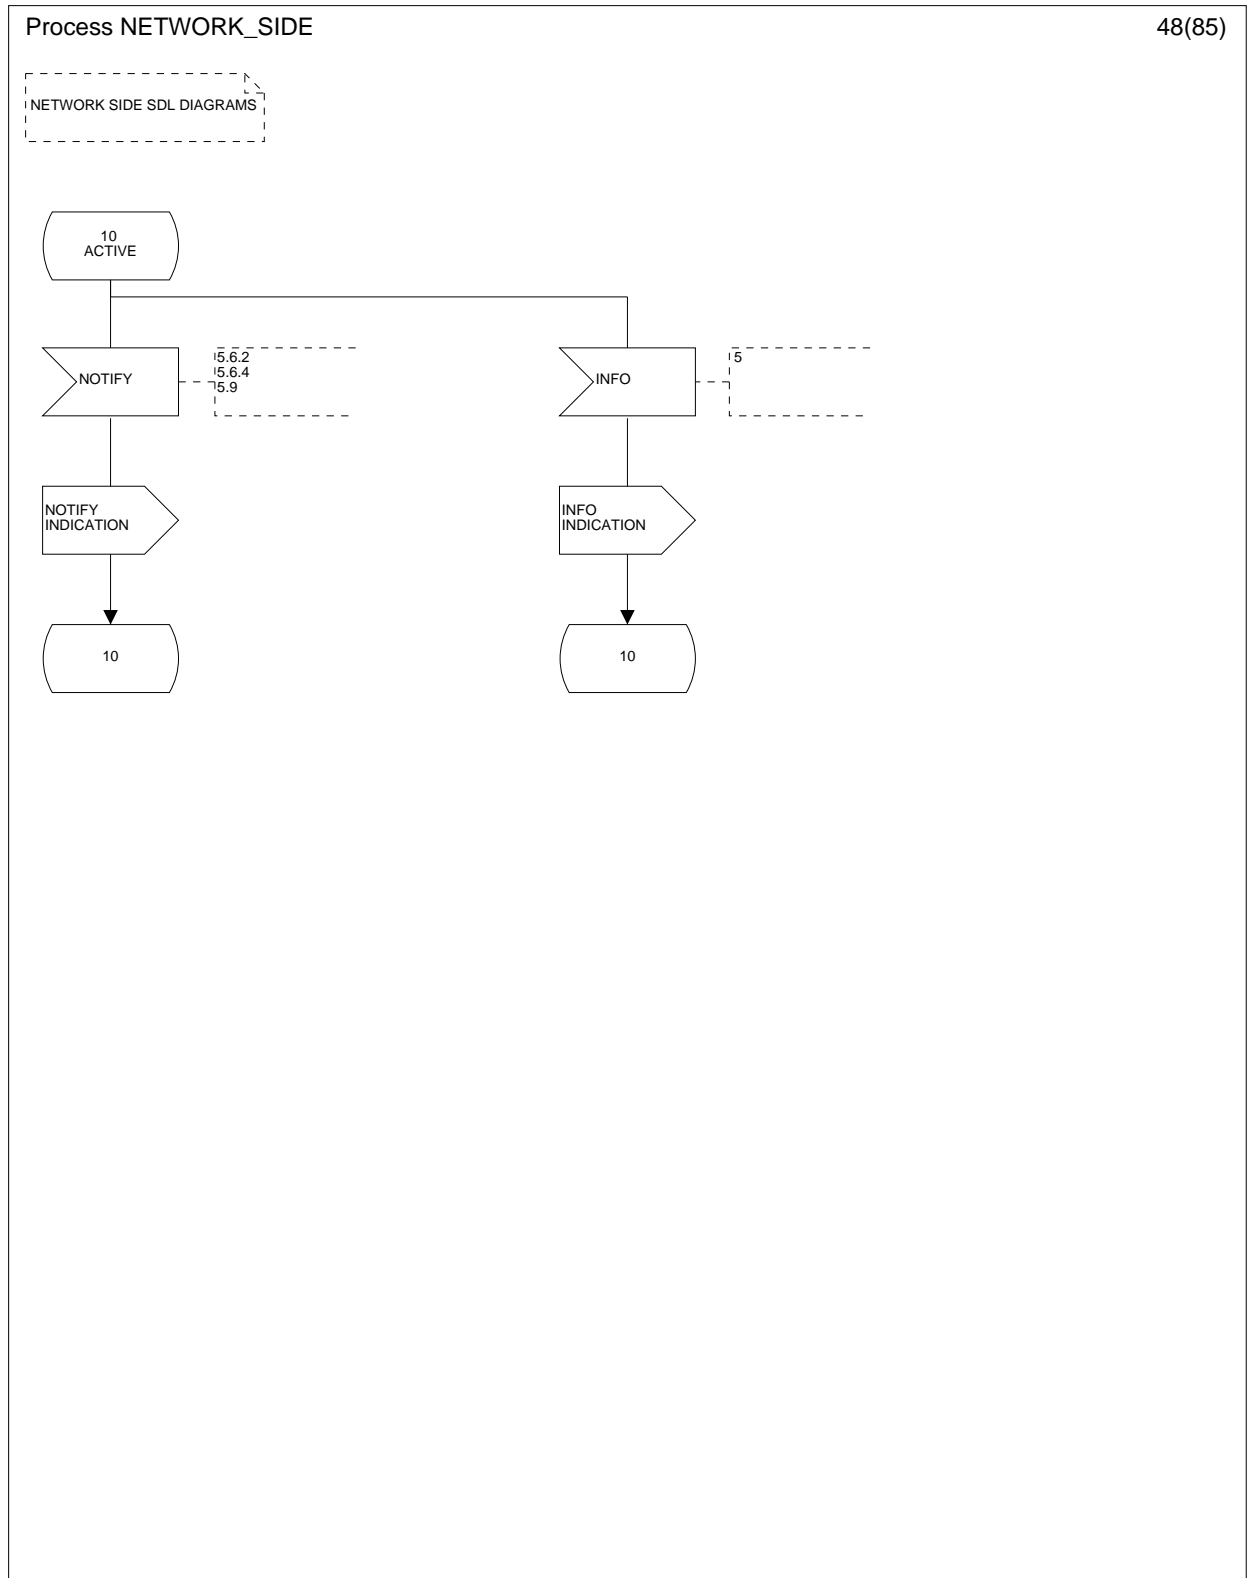 Process NETWORK_SIDE
48(85)
NETWORK SIDE SDL DIAGRAMS
10
ACTIVE
NOTIFY
5.6.2
5.6.4
5.9
INFO
5
NOTIFY
INDICATION
INFO
INDICATION
10
10